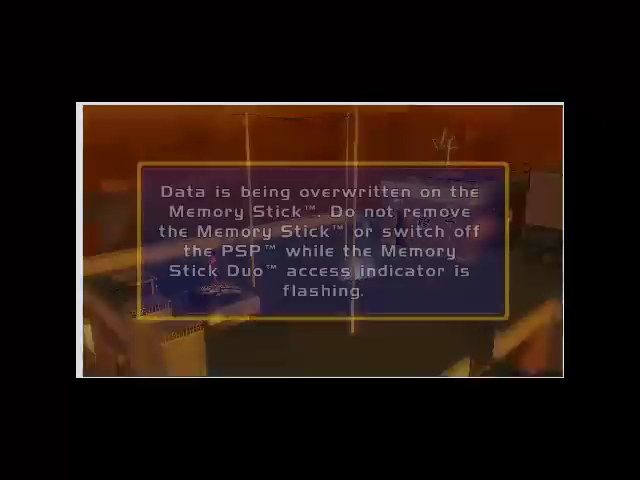 Data is being overwritten on the
Memory Stick™. Do not remove
the Memory Stick™ or switch off
the PSP™ while the Memory
Stick Duo™ access indicator is
flashing.